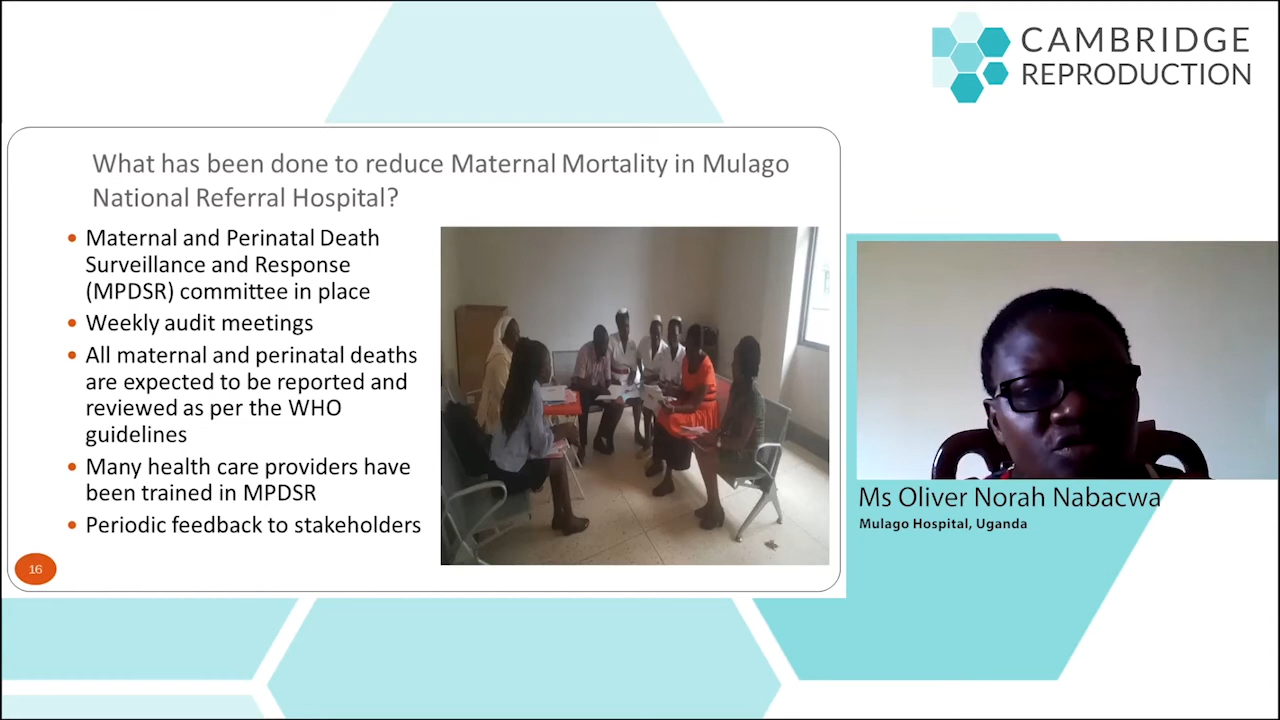 CAMBRIDGE
REPRODUCTION
What has been done to reduce Maternal Mortality in Mulago
National Referral Hospital?
• Maternal and Perinatal Death
Surveillance and Response
(MPDSR) committee in place
• Weekly audit meetings
• All maternal and perinatal deaths
are expected to be reported and
reviewed as per the WHO
guidelines
• Many health care providers have
been trained in MPDSR
• Periodic feedback to stakeholders
16
Ms Oliver Norah Nabacwa
Mulago Hospital, Uganda